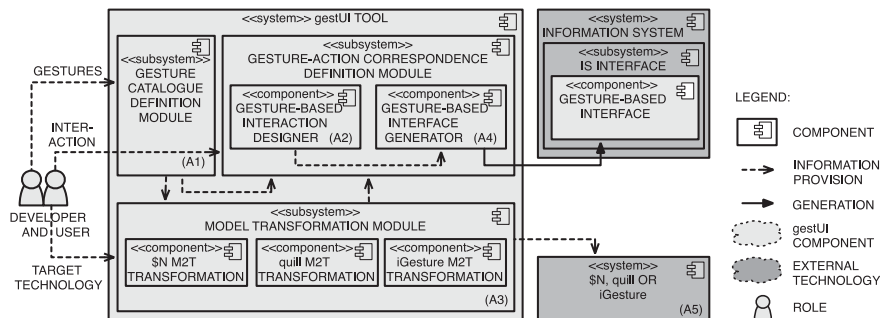 <<system>> gestUI TOOL
<<subsystem>>
GESTURE
CATALOGUE
DEFINITION
MODULE
(A1)
<<subsystem>>
GESTURE-ACTION CORRESPONDENCE
DEFINITION MODULE
<<component>>
GESTURE-BASED
INTERACTION
DESIGNER
(A2)
<<component>>
GESTURE-BASED
INTERFACE
GENERATOR
(A4)
<<system>>
INFORMATION SYSTEM
<<subsystem>>
IS INTERFACE
<<component>>
GESTURE-BASED
INTERFACE
GESTURES
INTER-
ACTION
DEVELOPER
AND USER
TARGET
TECHNOLOGY
<<subsystem>>
MODEL TRANSFORMATION MODULE
<<component>>
$N M2T
TRANSFORMATION
<<component>>
quill M2T
TRANSFORMATION
<<component>>
iGesture M2T
TRANSFORMATION
(A3)
<<system>>
$N, quill OR
iGesture
(A5)
LEGEND:
COMPONENT
INFORMATION
PROVISION
GENERATION
gestUI
COMPONENT
EXTERNAL
TECHNOLOGY
ROLE